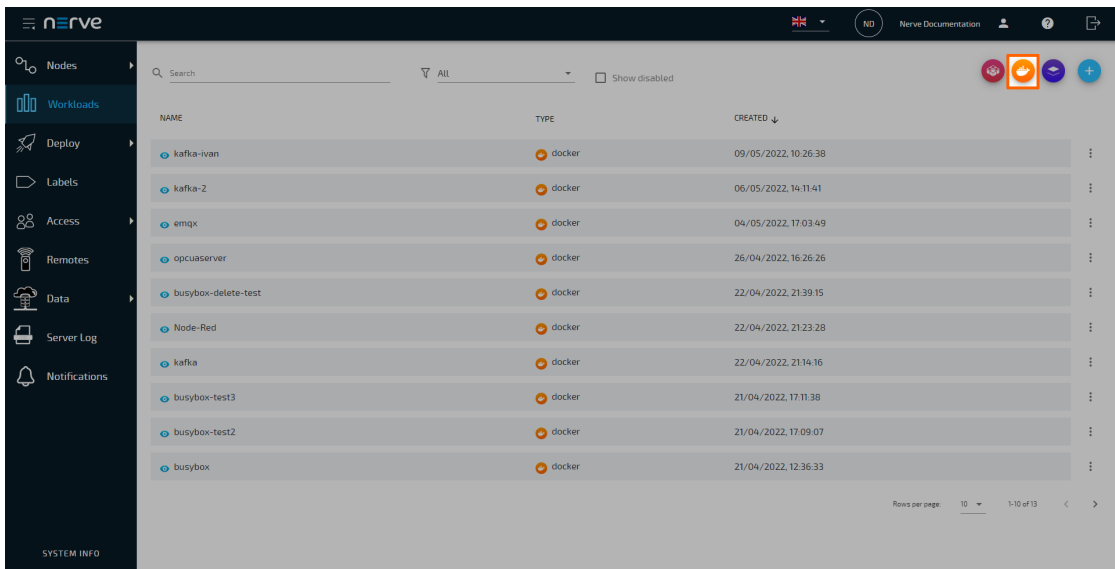 nerve
ND Nerve Documentation ?
Nodes
Workloads
Deploy
Labels
Access
Remotes
Data
Server Log
Notifications
SYSTEM INFO
Search All Show disabled
NAME TYPE CREATED
kafka-ivan docker 09/05/2022, 10:26:38
kafka-2 docker 06/05/2022, 14:11:41
emqx docker 04/05/2022, 17:03:49
opcuaserver docker 26/04/2022, 16:26:26
busybox-delete-test docker 22/04/2022, 21:39:15
Node-Red docker 22/04/2022, 21:23:28
kafka docker 22/04/2022, 21:14:16
busybox-test3 docker 21/04/2022, 17:11:38
busybox-test2 docker 21/04/2022, 17:09:07
busybox docker 21/04/2022, 12:36:33
Rows per page: 10 1-10 of 13